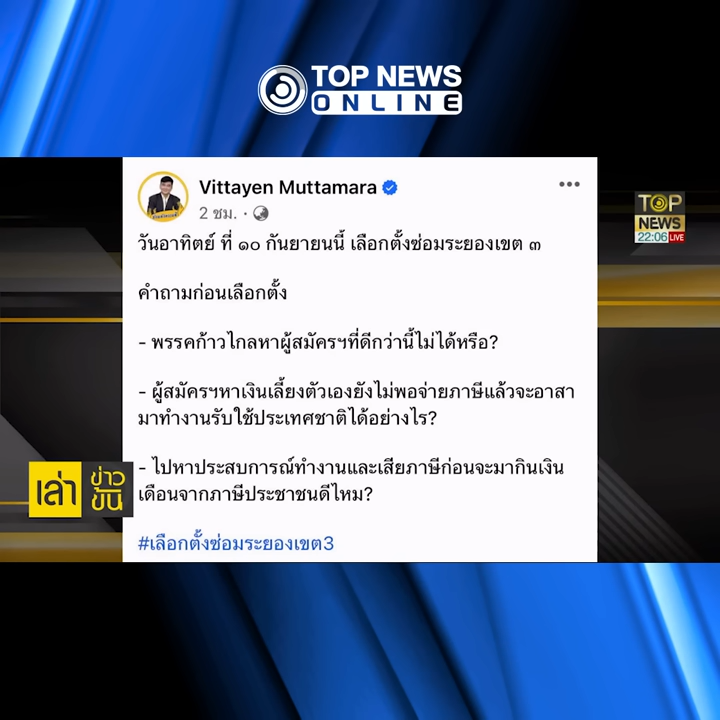 TOP NEWS
ONLINE
Vittayen Muttamara
2 ชม. ·
TOP
NEWS
22:06 LIVE
วันอาทิตย์ ที่ ๑๐ กันยายนนี้ เลือกตั้งซ่อมระยองเขต ๓
คำถามก่อนเลือกตั้ง
- พรรคก้าวไกลหาผู้สมัครฯที่ดีกว่านี้ไม่ได้หรือ?
- ผู้สมัครฯหาเงินเลี้ยงตัวเองยังไม่พอจ่ายภาษีแล้วจะอาสา
มาทำงานรับใช้ประเทศชาติได้อย่างไร?
- ไปหาประสบการณ์ทำงานและเสียภาษีก่อนจะมากินเงิน
เดือนจากภาษีประชาชนดีไหม?
เล่า ข่าว
ข้น
#เลือกตั้งซ่อมระยองเขต3